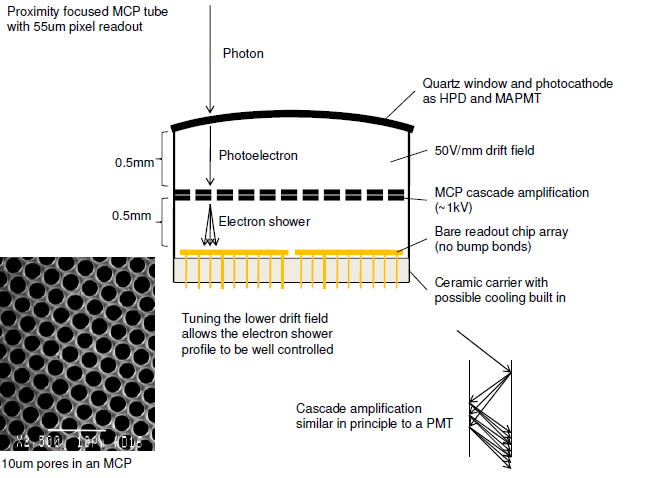 Proximity focused MCP tube
with 55um pixel readout
Photon
Quartz window and photocathode
as HPD and MAPMT
0.5mm
Photoelectron
50V/mm drift field
MCP cascade amplification
(~1kV)
0.5mm
Electron shower
Bare readout chip array
(no bump bonds)
Ceramic carrier with
possible cooling built in
Tuning the lower drift field
allows the electron shower
profile to be well controlled
Cascade amplification
similar in principle to a PMT
10um pores in an MCP